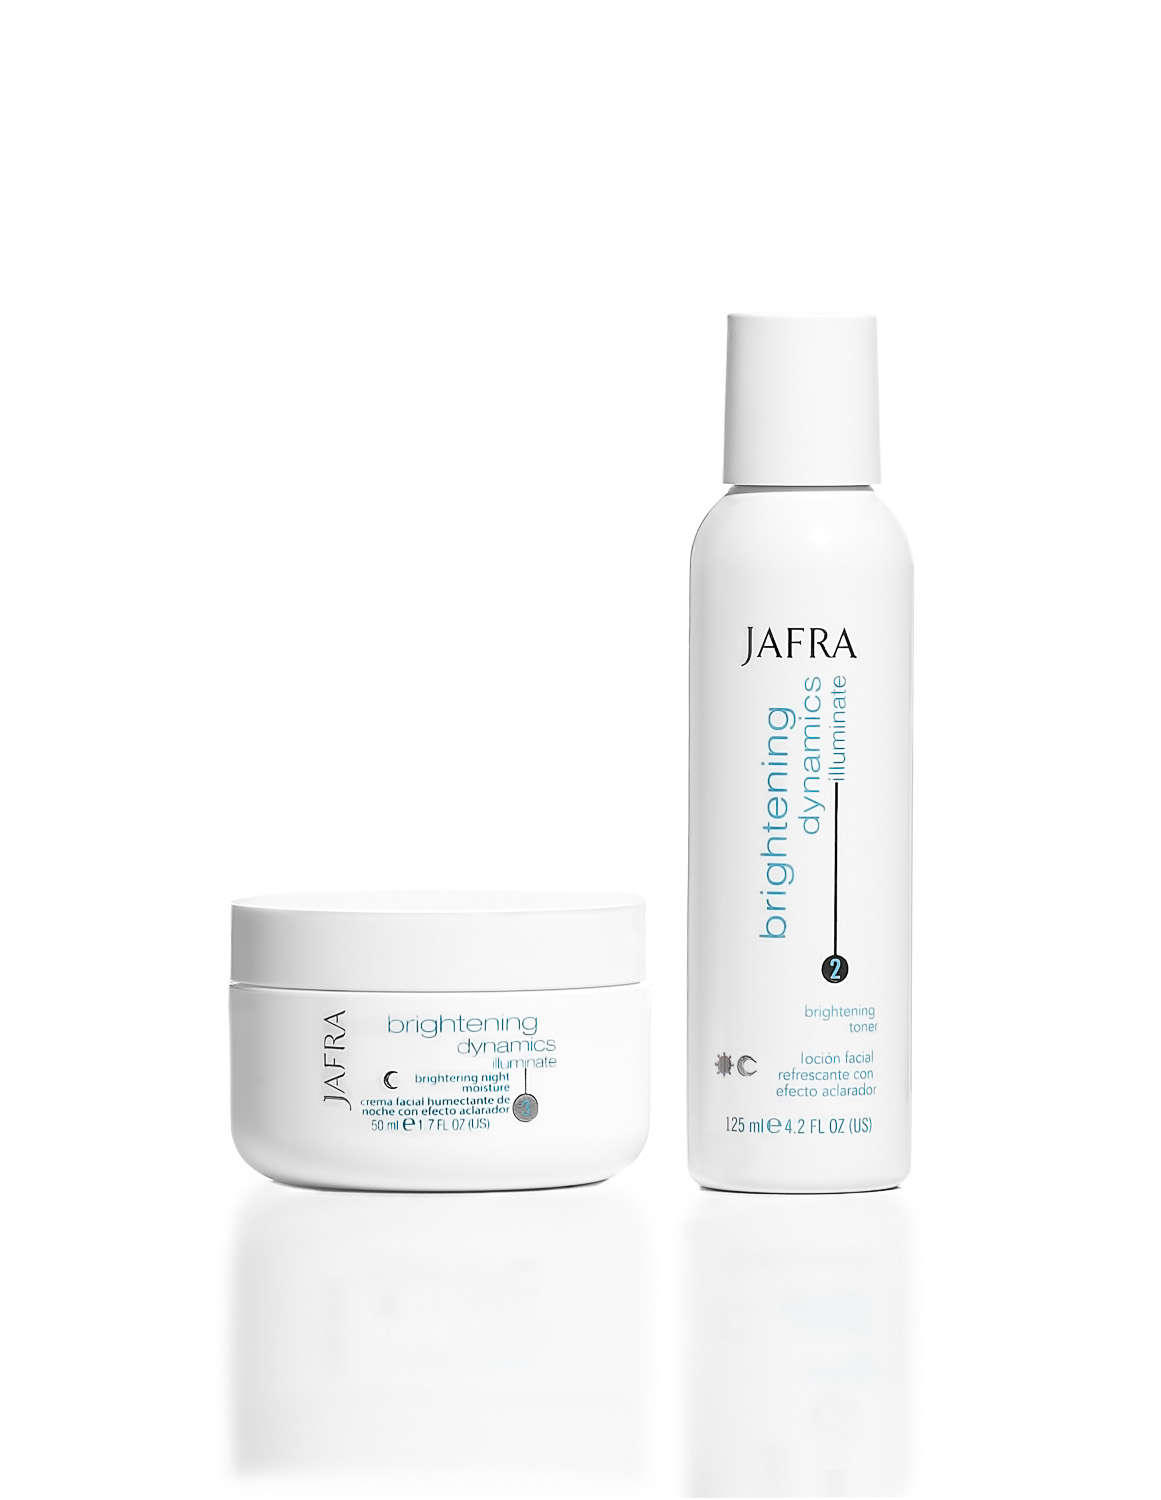 JAFRA
brightening
dynamics
illuminate
brightening night
moisture
crema facial humectante de
noche con efecto aclarador
50 ml e 1.7 FL OZ (US)
JAFRA
brightening
dynamics
illuminate
2
brightening
toner
loción facial
refrescante con
efecto aclarador
125 ml e 4.2 FL OZ (US)